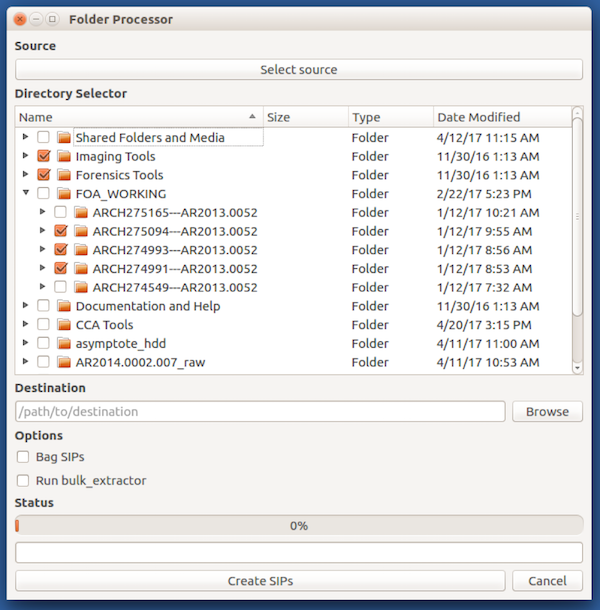 Folder Processor
Source
Select source
Directory Selector
Name Size Type Date Modified
Shared Folders and Media Folder 4/12/17 11:15 AM
Imaging Tools Folder 11/30/16 1:13 AM
Forensics Tools Folder 11/30/16 1:13 AM
FOA_WORKING Folder 2/22/17 5:23 PM
ARCH275165---AR2013.0052 Folder 1/12/17 10:21 AM
ARCH275094---AR2013.0052 Folder 1/12/17 9:55 AM
ARCH274993---AR2013.0052 Folder 1/12/17 8:56 AM
ARCH274991---AR2013.0052 Folder 1/12/17 8:53 AM
ARCH274549---AR2013.0052 Folder 1/12/17 7:32 AM
Documentation and Help Folder 11/30/16 1:13 AM
CCA Tools Folder 4/20/17 3:15 PM
asymptote_hdd Folder 4/11/17 11:00 AM
AR2014.0002.007_raw Folder 4/11/17 10:53 AM
Destination
/path/to/destination Browse
Options
Bag SIPs
Run bulk_extractor
Status
0%
Create SIPs Cancel